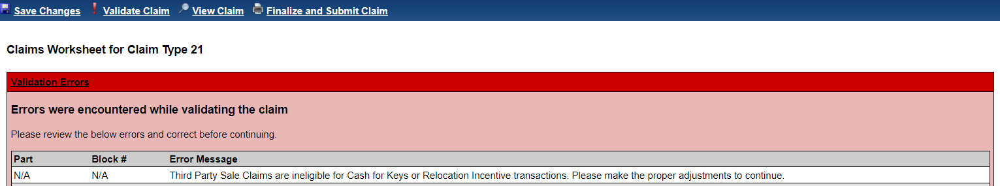 Save Changes Validate Claim View Claim Finalize and Submit Claim
Claims Worksheet for Claim Type 21
Validation Errors
Errors were encountered while validating the claim
Please review the below errors and correct before continuing.
Part Block # Error Message
N/A N/A Third Party Sale Claims are ineligible for Cash for Keys or Relocation Incentive transactions. Please make the proper adjustments to continue.